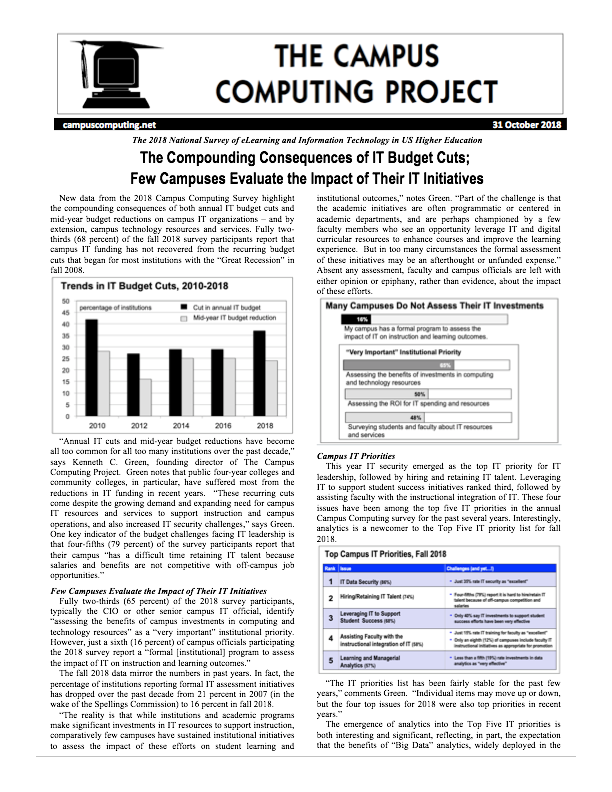 THE CAMPUS
COMPUTING PROJECT
campuscomputing.net
31 October 2018
The 2018 National Survey of eLearning and Information Technology in US Higher Education
The Compounding Consequences of IT Budget Cuts;
Few Campuses Evaluate the Impact of Their IT Initiatives
New data from the 2018 Campus Computing Survey highlight
the compounding consequences of both annual IT budget cuts and
mid-year budget reductions on campus IT organizations – and by
extension, campus technology resources and services. Fully two-
thirds (68 percent) of the fall 2018 survey participants report that
campus IT funding has not recovered from the recurring budget
cuts that began for most institutions with the “Great Recession” in
fall 2008.
Trends in IT Budget Cuts, 2010-2018
percentage of institutions
Cut in annual IT budget
Mid-year IT budget reduction
50
45
40
35
30
25
20
15
10
5
0
2010 2012 2014 2016 2018
“Annual IT cuts and mid-year budget reductions have become
all too common for all too many institutions over the past decade,”
says Kenneth C. Green, founding director of The Campus
Computing Project. Green notes that public four-year colleges and
community colleges, in particular, have suffered most from the
reductions in IT funding in recent years. “These recurring cuts
come despite the growing demand and expanding need for campus
IT resources and services to support instruction and campus
operations, and also increased IT security challenges,” says Green.
One key indicator of the budget challenges facing IT leadership is
that four-fifths (79 percent) of the survey participants report that
their campus “has a difficult time retaining IT talent because
salaries and benefits are not competitive with off-campus job
opportunities.”
Few Campuses Evaluate the Impact of Their IT Initiatives
Fully two-thirds (65 percent) of the 2018 survey participants,
typically the CIO or other senior campus IT official, identify
“assessing the benefits of campus investments in computing and
technology resources” as a “very important” institutional priority.
However, just a sixth (16 percent) of campus officials participating
the 2018 survey report a “formal [institutional] program to assess
the impact of IT on instruction and learning outcomes.”
The fall 2018 data mirror the numbers in past years. In fact, the
percentage of institutions reporting formal IT assessment initiatives
has dropped over the past decade from 21 percent in 2007 (in the
wake of the Spellings Commission) to 16 percent in fall 2018.
“The reality is that while institutions and academic programs
make significant investments in IT resources to support instruction,
comparatively few campuses have sustained institutional initiatives
to assess the impact of these efforts on student learning and
institutional outcomes,” notes Green. “Part of the challenge is that
the academic initiatives are often programmatic or centered in
academic departments, and are perhaps championed by a few
faculty members who see an opportunity leverage IT and digital
curricular resources to enhance courses and improve the learning
experience. But in too many circumstances the formal assessment
of these initiatives may be an afterthought or unfunded expense.”
Absent any assessment, faculty and campus officials are left with
either opinion or epiphany, rather than evidence, about the impact
of these efforts.
Many Campuses Do Not Assess Their IT Investments
16%
My campus has a formal program to assess the
impact of IT on instruction and learning outcomes.
“Very Important” Institutional Priority
65%
Assessing the benefits of investments in computing
and technology resources
50%
Assessing the ROI for IT spending and resources
48%
Surveying students and faculty about IT resources
and services
Campus IT Priorities
This year IT security emerged as the top IT priority for IT
leadership, followed by hiring and retaining IT talent. Leveraging
IT to support student success initiatives ranked third, followed by
assisting faculty with the instructional integration of IT. These four
issues have been among the top five IT priorities in the annual
Campus Computing survey for the past several years. Interestingly,
analytics is a newcomer to the Top Five IT priority list for fall
2018.
Top Campus IT Priorities, Fall 2018
Rank Issue Challenges (and yet...!)
1 IT Data Security • Just 35% rate IT security as “excellent”
2 Hiring/Retaining IT Talent (74%) • Four-fifths (79%) report it is hard to hire/retain IT
talent because of off-campus competition and
salaries
3 Leveraging IT to Support
Student Success • Only 40% say IT investments to support student
success efforts have been very effective
4 Assisting Faculty with the
instructional integration of IT • Just 15% rate IT training for faculty as “excellent”
• Only an eighth (12%) of campuses include faculty IT
instructional initiatives as appropriate for promotion
5 Learning and Managerial
Analytics (67%) • Less than a fifth rate investments in data
analytics as “very effective”
“The IT priorities list has been fairly stable for the past few
years,” comments Green. “Individual items may move up or down,
but the four top issues for 2018 were also top priorities in recent
years.”
The emergence of analytics into the Top Five IT priorities is
both interesting and significant, reflecting, in part, the expectation
that the benefits of “Big Data” analytics, widely deployed in the